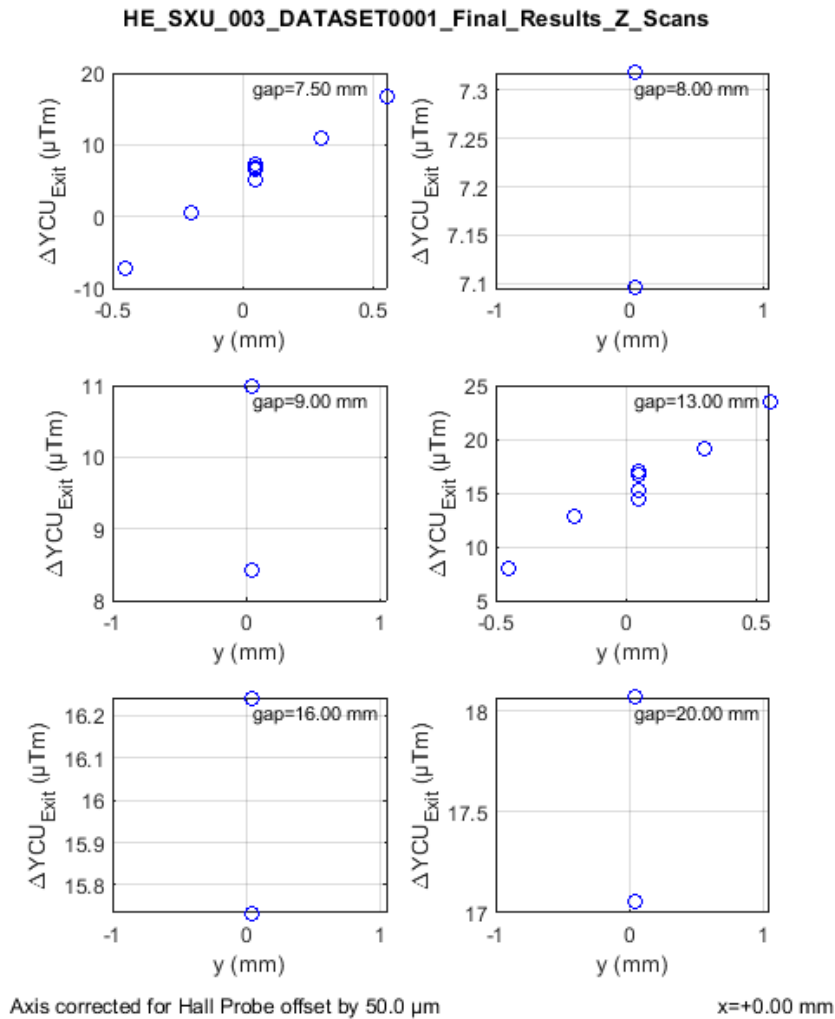 HE_SXU_003_DATASET0001_Final_Results_Z_Scans
20
10
0
-10
ΔYCU_Exit (μTm)
gap=7.50 mm
-0.5
0
0.5
y (mm)
7.3
7.25
7.2
7.15
7.1
ΔYCU_Exit (μTm)
gap=8.00 mm
-1
0
1
y (mm)
11
10
9
8
ΔYCU_Exit (μTm)
gap=9.00 mm
-1
0
1
y (mm)
25
20
15
10
5
ΔYCU_Exit (μTm)
gap=13.00 mm
-0.5
0
0.5
y (mm)
16.2
16.1
16
15.9
15.8
ΔYCU_Exit (μTm)
gap=16.00 mm
-1
0
1
y (mm)
18
17.5
17
ΔYCU_Exit (μTm)
gap=20.00 mm
-1
0
1
y (mm)
Axis corrected for Hall Probe offset by 50.0 μm
x=+0.00 mm